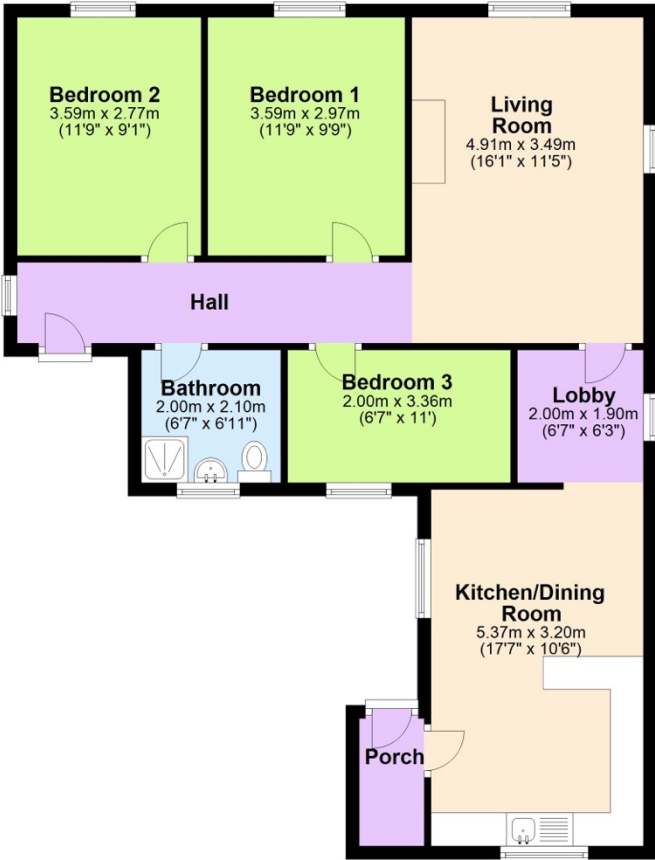 Bedroom 2
3.59m x 2.77m
(11'9" x 9'1")
Bedroom 1
3.59m x 2.97m
(11'9" x 9'9")
Living
Room
4.91m x 3.49m
(16'1" x 11'5")
Hall
Bathroom
2.00m x 2.10m
(6'7" x 6'11")
Bedroom 3
2.00m x 3.36m
(6'7" x 11')
Lobby
2.00m x 1.90m
(6'7" x 6'3")
Kitchen/Dining
Room
5.37m x 3.20m
(17'7" x 10'6")
Porch